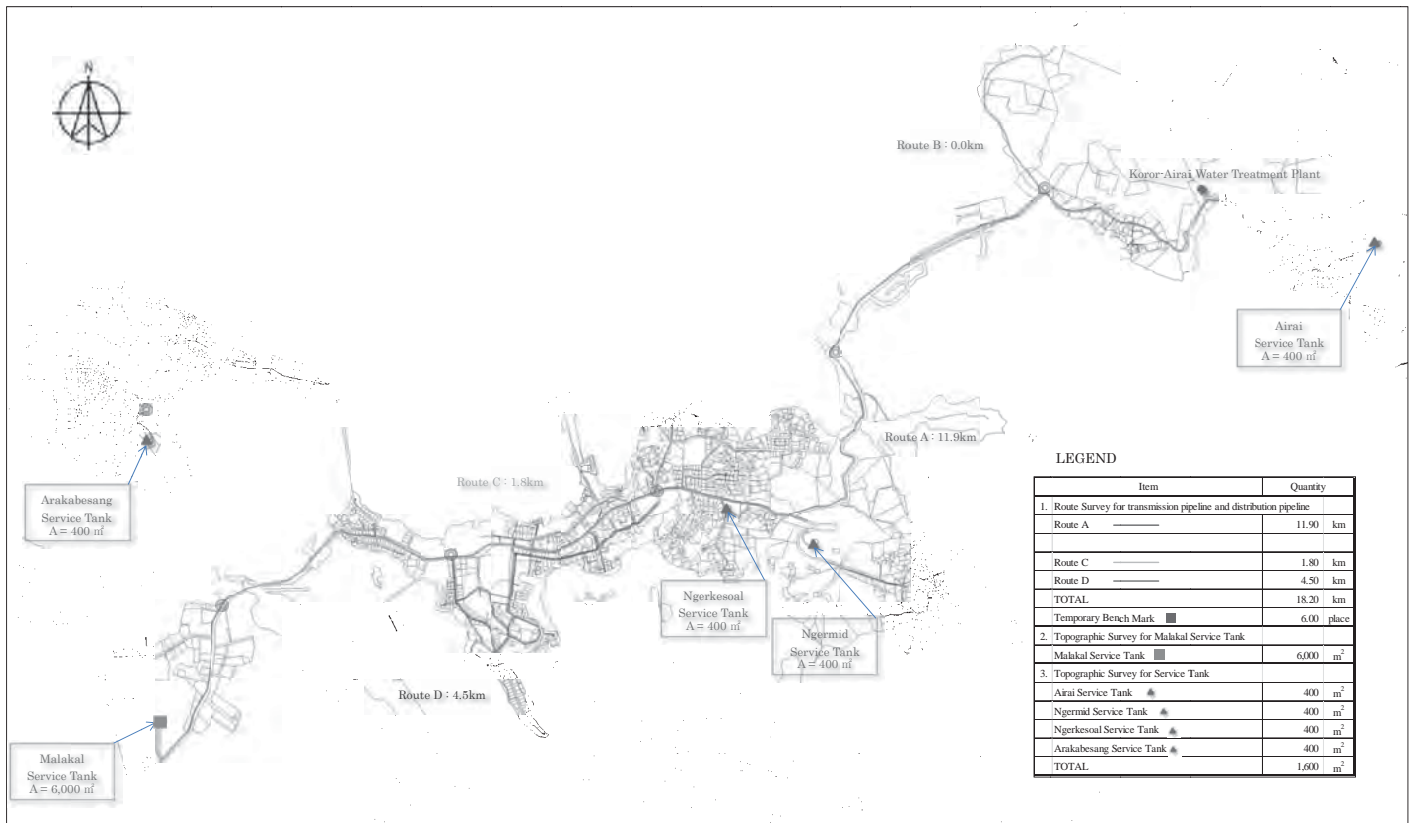 N
Route B : 0.0km
Koror-Airai Water Treatment Plant
Airai
Service Tank
A = 400 ㎡
Route A : 11.9km
Route C : 1.8km
Arakabesang
Service Tank
A = 400 ㎡
Ngerkesoal
Service Tank
A = 400 ㎡
Ngermid
Service Tank
A = 400 ㎡
Route D : 4.5km
Malakal
Service Tank
A = 6,000 ㎡
LEGEND
Item Quantity
1. Route Survey for transmission pipeline and distribution pipeline
Route A 11.90 km
Route C 1.80 km
Route D 4.50 km
TOTAL 18.20 km
Temporary Bench Mark 6.00 place
2. Topographic Survey for Malakal Service Tank
Malakal Service Tank 6,000 m²
3. Topographic Survey for Service Tank
Airai Service Tank 400 m²
Ngermid Service Tank 400 m²
Ngerkesoal Service Tank 400 m²
Arakabesang Service Tank 400 m²
TOTAL 1,600 m²